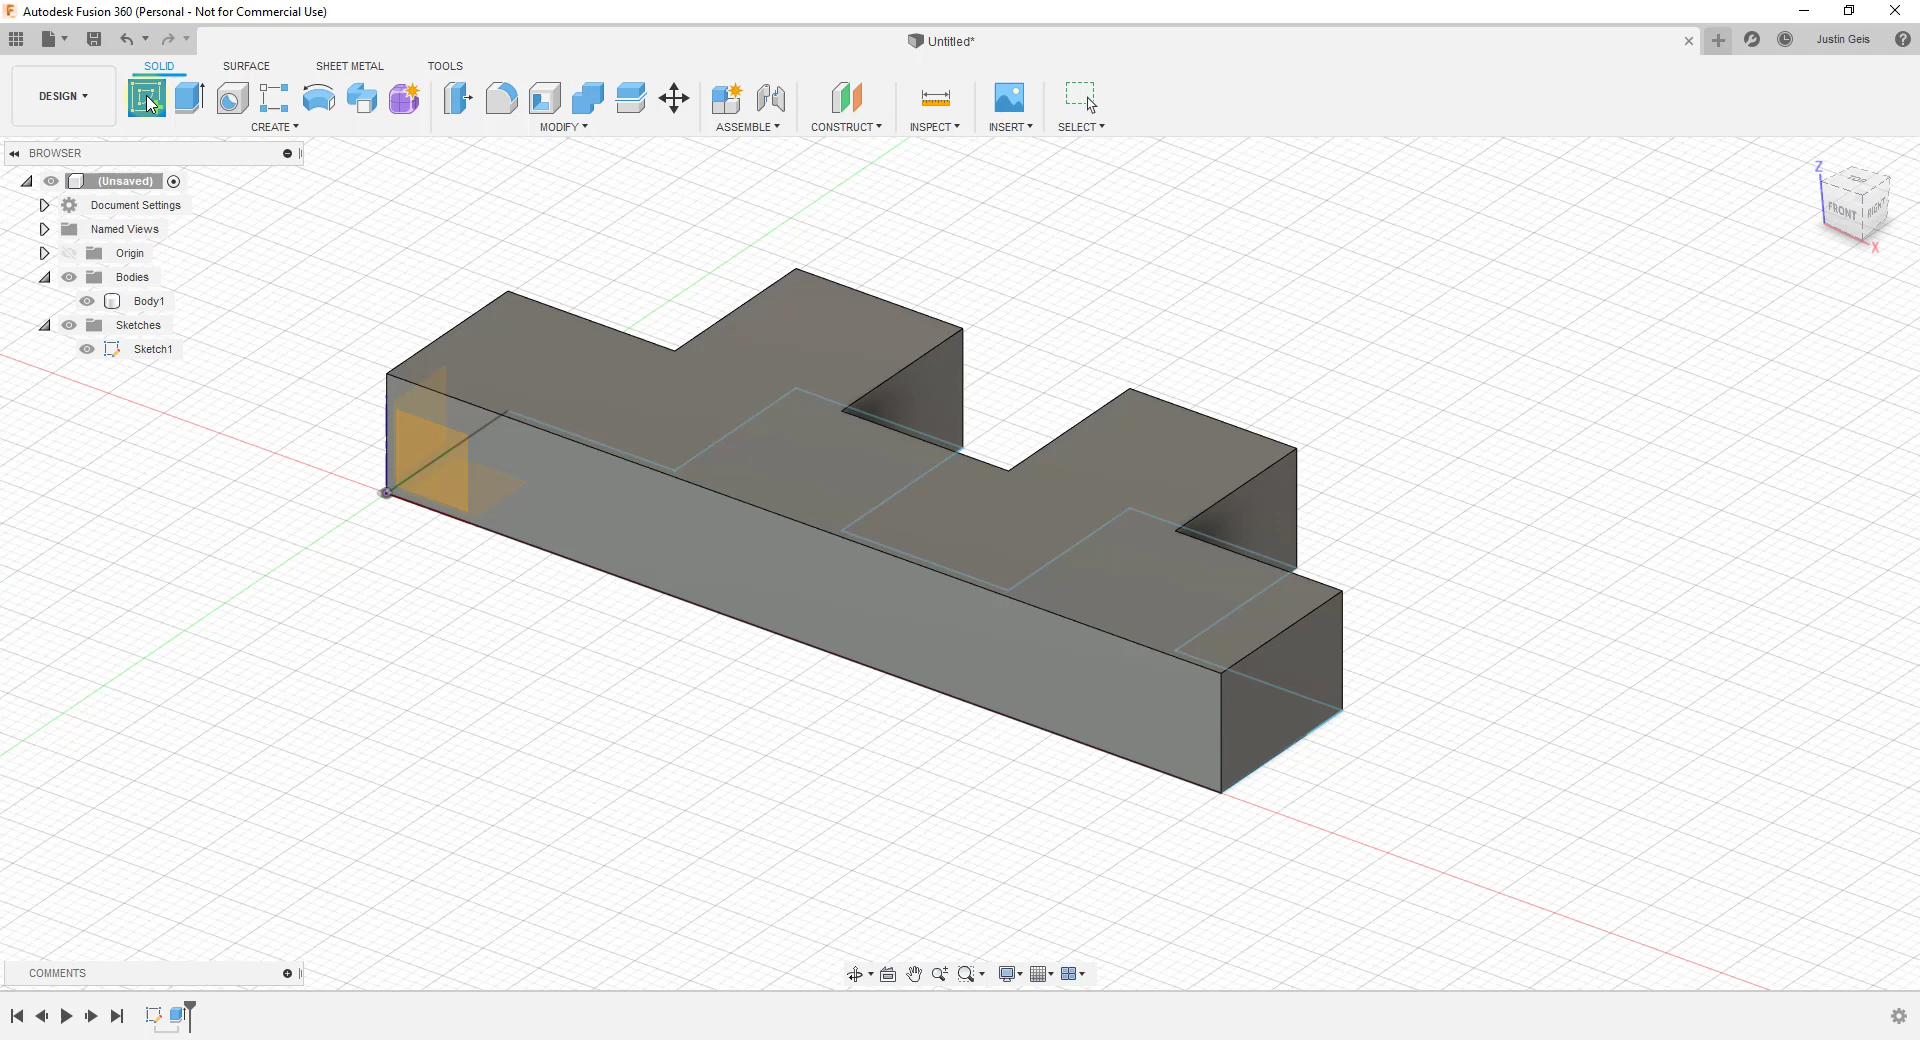 Autodesk Fusion 360 (Personal - Not for Commercial Use)
Untitled*
Justin Geis
SOLID SURFACE SHEET METAL TOOLS
DESIGN
CREATE MODIFY ASSEMBLE CONSTRUCT INSPECT INSERT SELECT
BROWSER
(Unsaved)
Document Settings
Named Views
Origin
Bodies
Body1
Sketches
Sketch1
Z
TOP
FRONT
RIGHT
X
COMMENTS